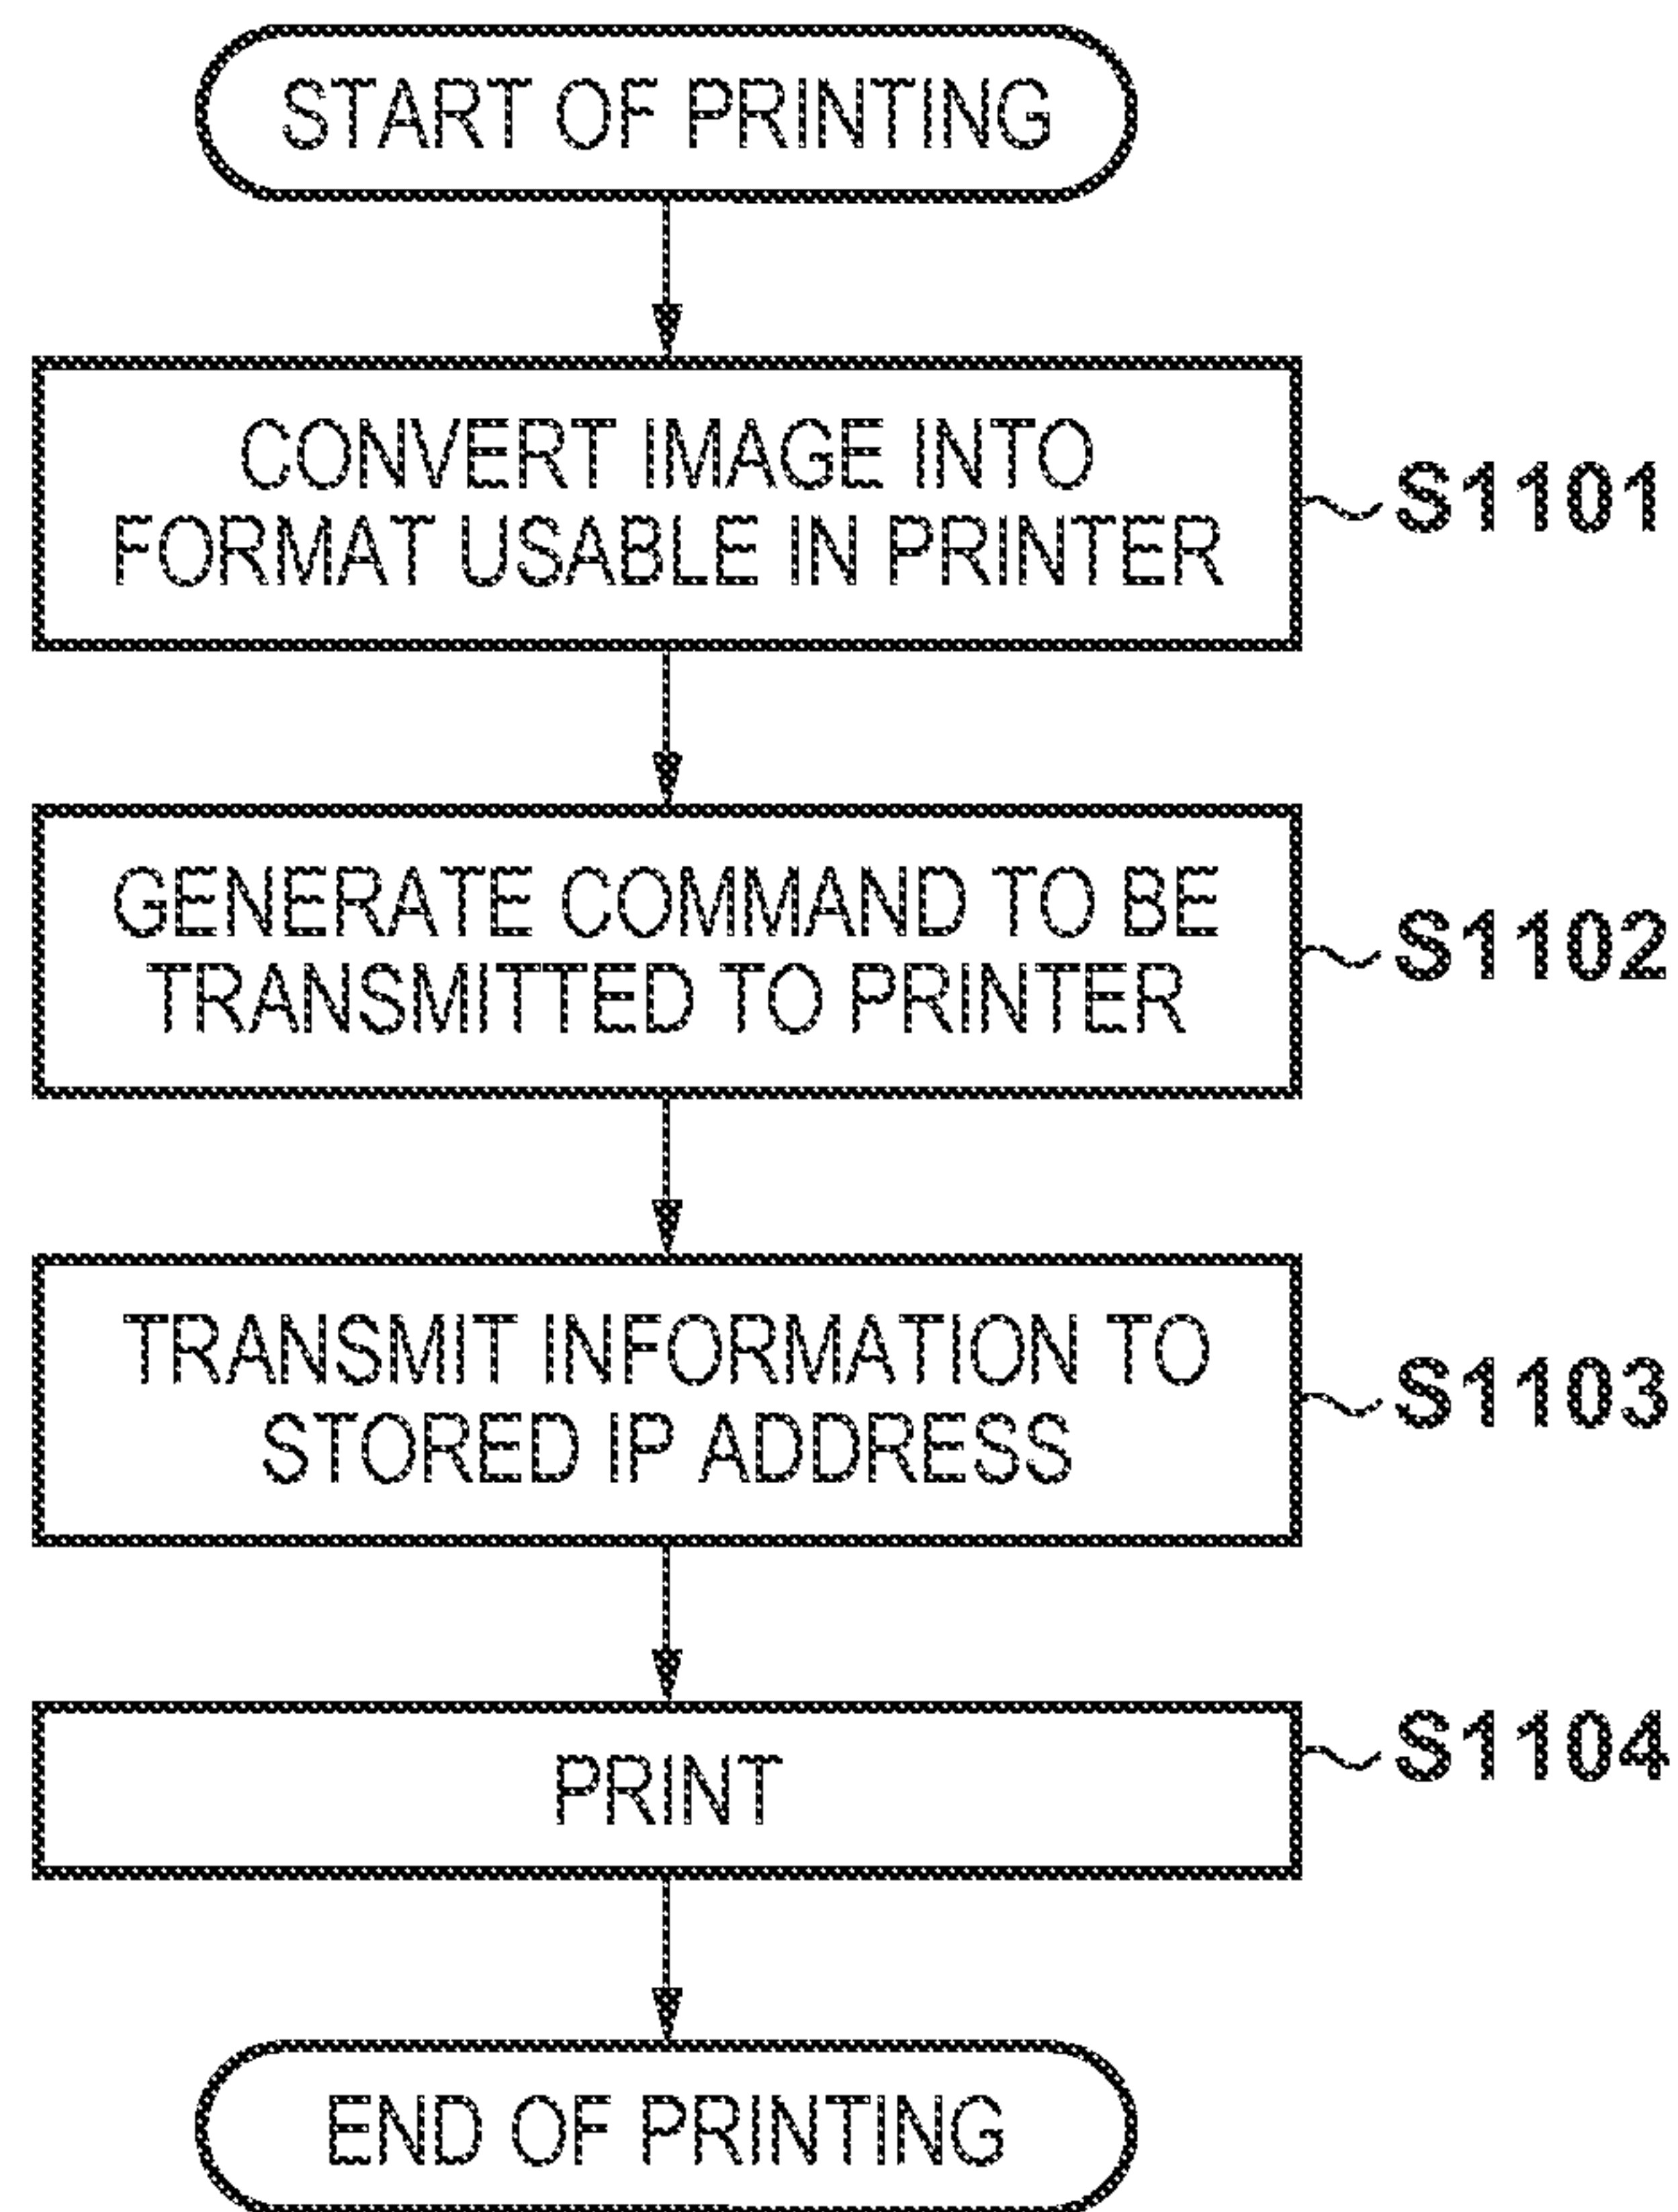 START OF PRINTING
CONVERT IMAGE INTO
FORMAT USABLE IN PRINTER
S1101
GENERATE COMMAND TO BE
TRANSMITTED TO PRINTER
S1102
TRANSMIT INFORMATION TO
STORED IP ADDRESS
S1103
PRINT
S1104
END OF PRINTING